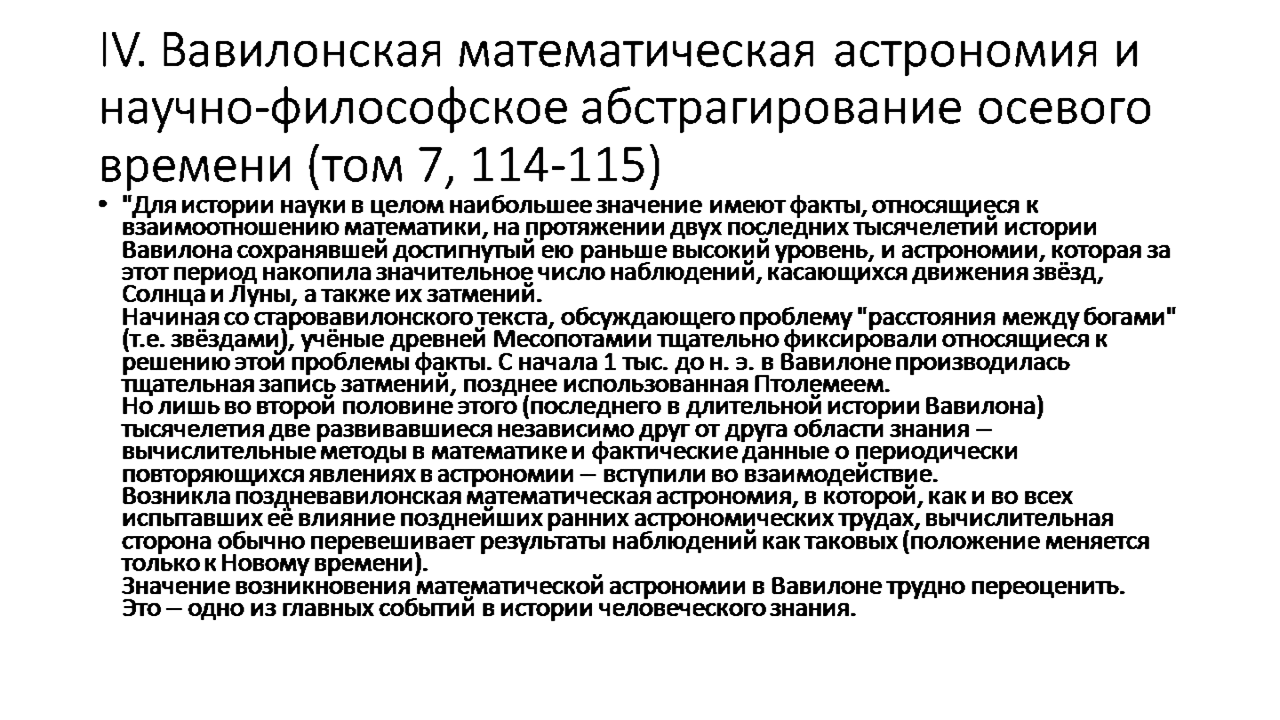 IV. Вавилонская математическая астрономия и
научно-философское абстрагирование осевого
времени (том 7, 114-115)
• "Для истории науки в целом наибольшее значение имеют факты, относящиеся к
взаимоотношению математики, на протяжении двух последних тысячелетий истории
Вавилона сохранявшей достигнутый ею раньше высокий уровень, и астрономии, которая за
этот период накопила значительное число наблюдений, касающихся движения звёзд,
Солнца и Луны, а также их затмений.
Начиная со старовавилонского текста, обсуждающего проблему "расстояния между богами"
(т.е. звёздами), учёные древней Месопотамии тщательно фиксировали относящиеся к
решению этой проблемы факты. С начала 1 тыс. до н. э. в Вавилоне производилась
тщательная запись затмений, позднее использованная Птолемеем.
Но лишь во второй половине этого (последнего в длительной истории Вавилона)
тысячелетия две развивавшиеся независимо друг от друга области знания –
вычислительные методы в математике и фактические данные о периодически
повторяющихся явлениях в астрономии – вступили во взаимодействие.
Возникла поздневавилонская математическая астрономия, в которой, как и во всех
испытавших её влияние позднейших ранних астрономических трудах, вычислительная
сторона обычно перевешивает результаты наблюдений как таковых (положение меняется
только к Новому времени).
Значение возникновения математической астрономии в Вавилоне трудно переоценить.
Это – одно из главных событий в истории человеческого знания.